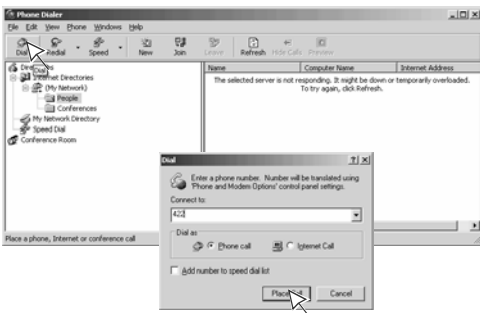 Phone Dialer
File Edit View Phone Windows Help
Dial Redial Speed New Join Leave Refresh Hide Calls Preview
Dial
Directories
Internet Directories
(My Network)
People
Conferences
My Network Directory
Speed Dial
Conference Room
Name Computer Name Internet Address
The selected server is not responding. It might be down or temporarily overloaded.
To try again, click Refresh.
Place a phone, Internet or conference call
Dial
Enter a phone number. Number will be translated using
'Phone and Modem Options' control panel settings.
Connect to:
422
Dial as
Phone call Internet Call
Add number to speed dial list
Place Call Cancel